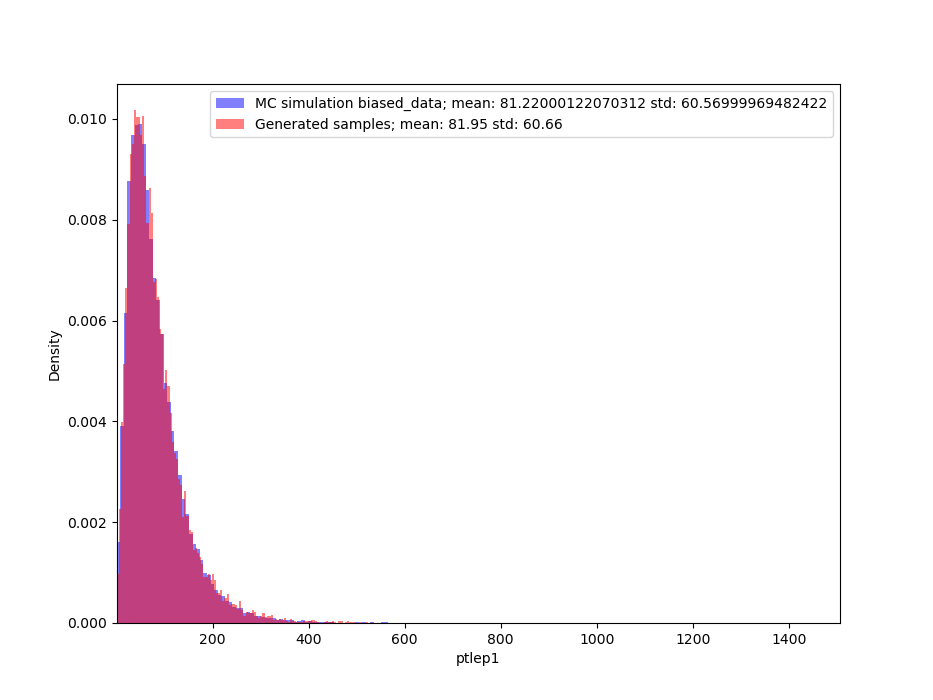 MC simulation biased_data; mean: 81.22000122070312 std: 60.56999969482422
Generated samples; mean: 81.95 std: 60.66
0.010
0.008
0.006
0.004
0.002
0.000
Density
200 400 600 800 1000 1200 1400
ptlep1